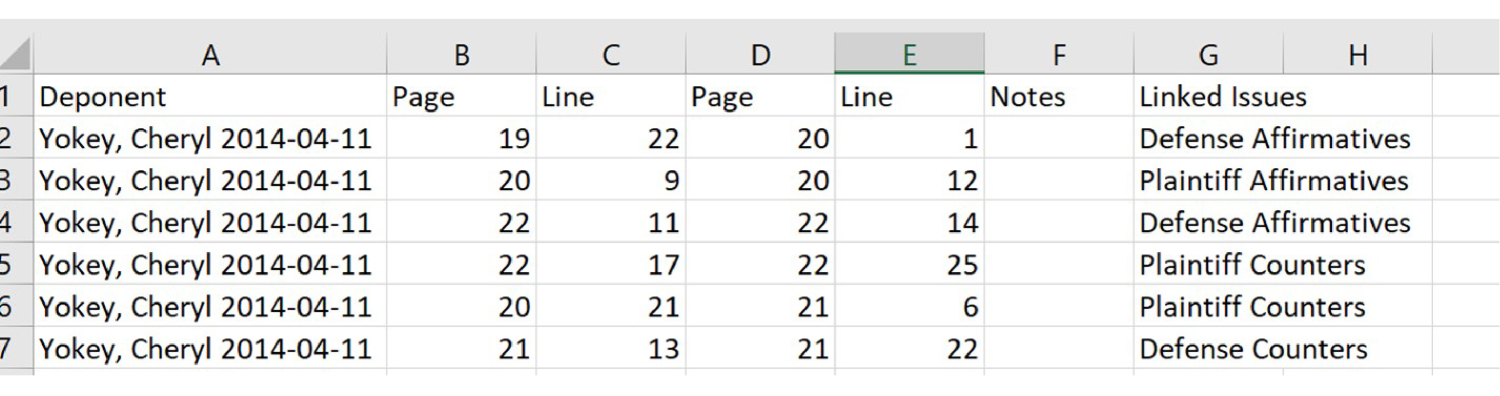 A B C D E F G H
1 Deponent Page Line Page Line Notes Linked Issues
2 Yokey, Cheryl 2014-04-11 19 22 20 1 Defense Affirmatives
3 Yokey, Cheryl 2014-04-11 20 9 20 12 Plaintiff Affirmatives
4 Yokey, Cheryl 2014-04-11 22 11 22 14 Defense Affirmatives
5 Yokey, Cheryl 2014-04-11 22 17 22 25 Plaintiff Counters
6 Yokey, Cheryl 2014-04-11 20 21 21 6 Plaintiff Counters
7 Yokey, Cheryl 2014-04-11 21 13 21 22 Defense Counters